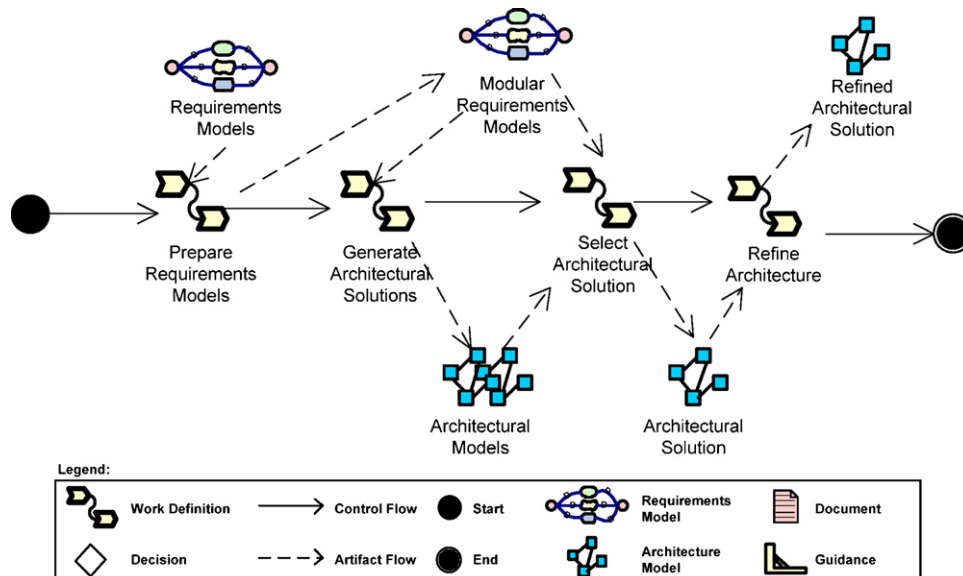 Requirements
Models
Modular
Requirements
Models
Refined
Architectural
Solution
Prepare
Requirements
Models
Generate
Architectural
Solutions
Select
Architectural
Solution
Refine
Architecture
Architectural
Models
Architectural
Solution
Legend:
Work Definition
Control Flow
Start
Requirements
Model
Document
Decision
Artifact Flow
End
Architecture
Model
Guidance